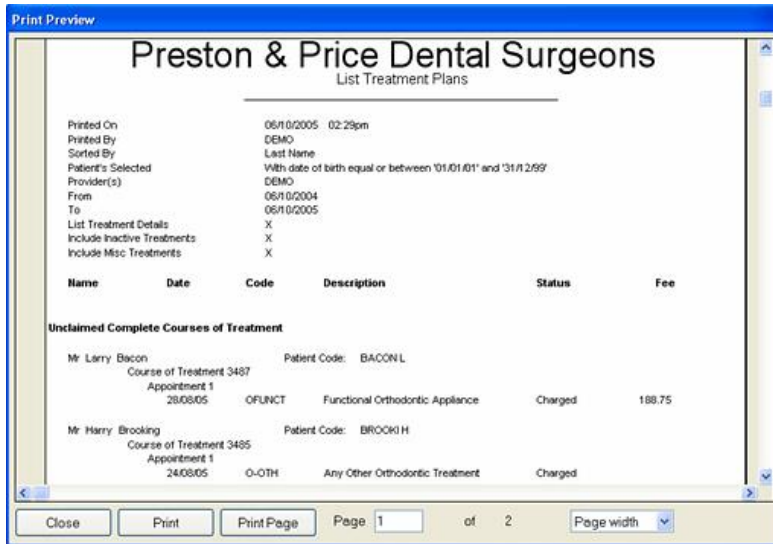 Print Preview
Preston & Price Dental Surgeons
List Treatment Plans
Printed On 06/10/2005 02:29pm
Printed By DEMO
Sorted By Last Name
Patient's Selected With date of birth equal or between '01/01/01' and '31/12/99'
Provider(s) DEMO
From 06/10/2004
To 06/10/2005
List Treatment Details X
Include Inactive Treatments X
Include Misc Treatments X
Name Date Code Description Status Fee
Unclaimed Complete Courses of Treatment
Mr Larry Bacon Patient Code: BACON L
Course of Treatment 3487
Appointment 1
28/08/05 OFUNCT Functional Orthodontic Appliance Charged 188.75
Mr Harry Brooking Patient Code: BROOKI H
Course of Treatment 3485
Appointment 1
24/08/05 O-OTH Any Other Orthodontic Treatment Charged
Close Print Print Page Page 1 of 2 Page width